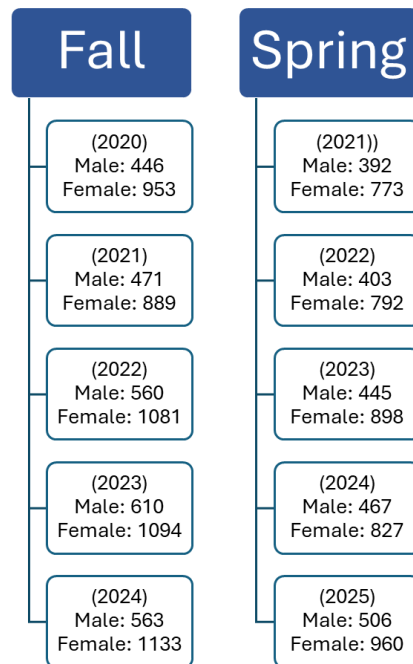 Fall
(2020)
Male: 446
Female: 953
(2021)
Male: 471
Female: 889
(2022)
Male: 560
Female: 1081
(2023)
Male: 610
Female: 1094
(2024)
Male: 563
Female: 1133
Spring
(2021))
Male: 392
Female: 773
(2022)
Male: 403
Female: 792
(2023)
Male: 445
Female: 898
(2024)
Male: 467
Female: 827
(2025)
Male: 506
Female: 960